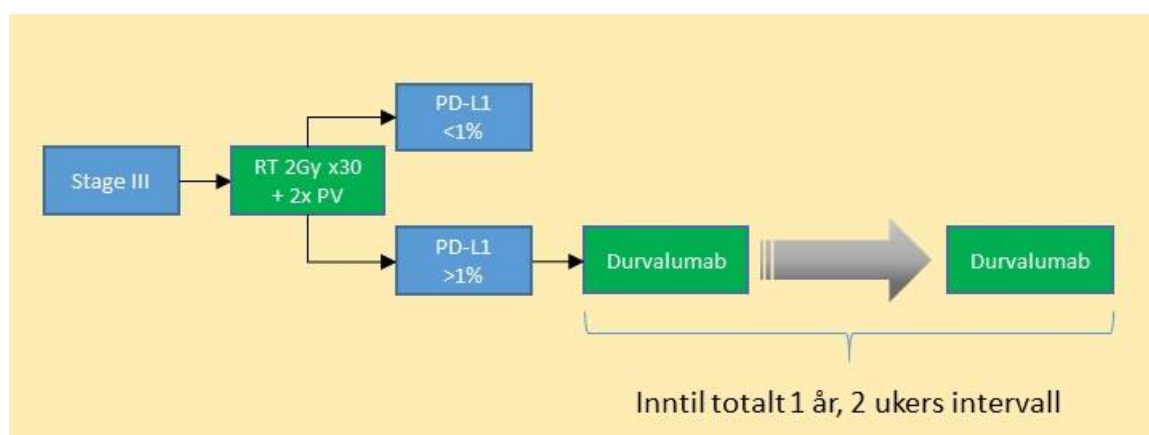 PD-L1
<1%
Stage III
RT 2Gy x30
+ 2x PV
PD-L1
>1%
Durvalumab
Durvalumab
Inntil totalt 1 år, 2 ukers intervall